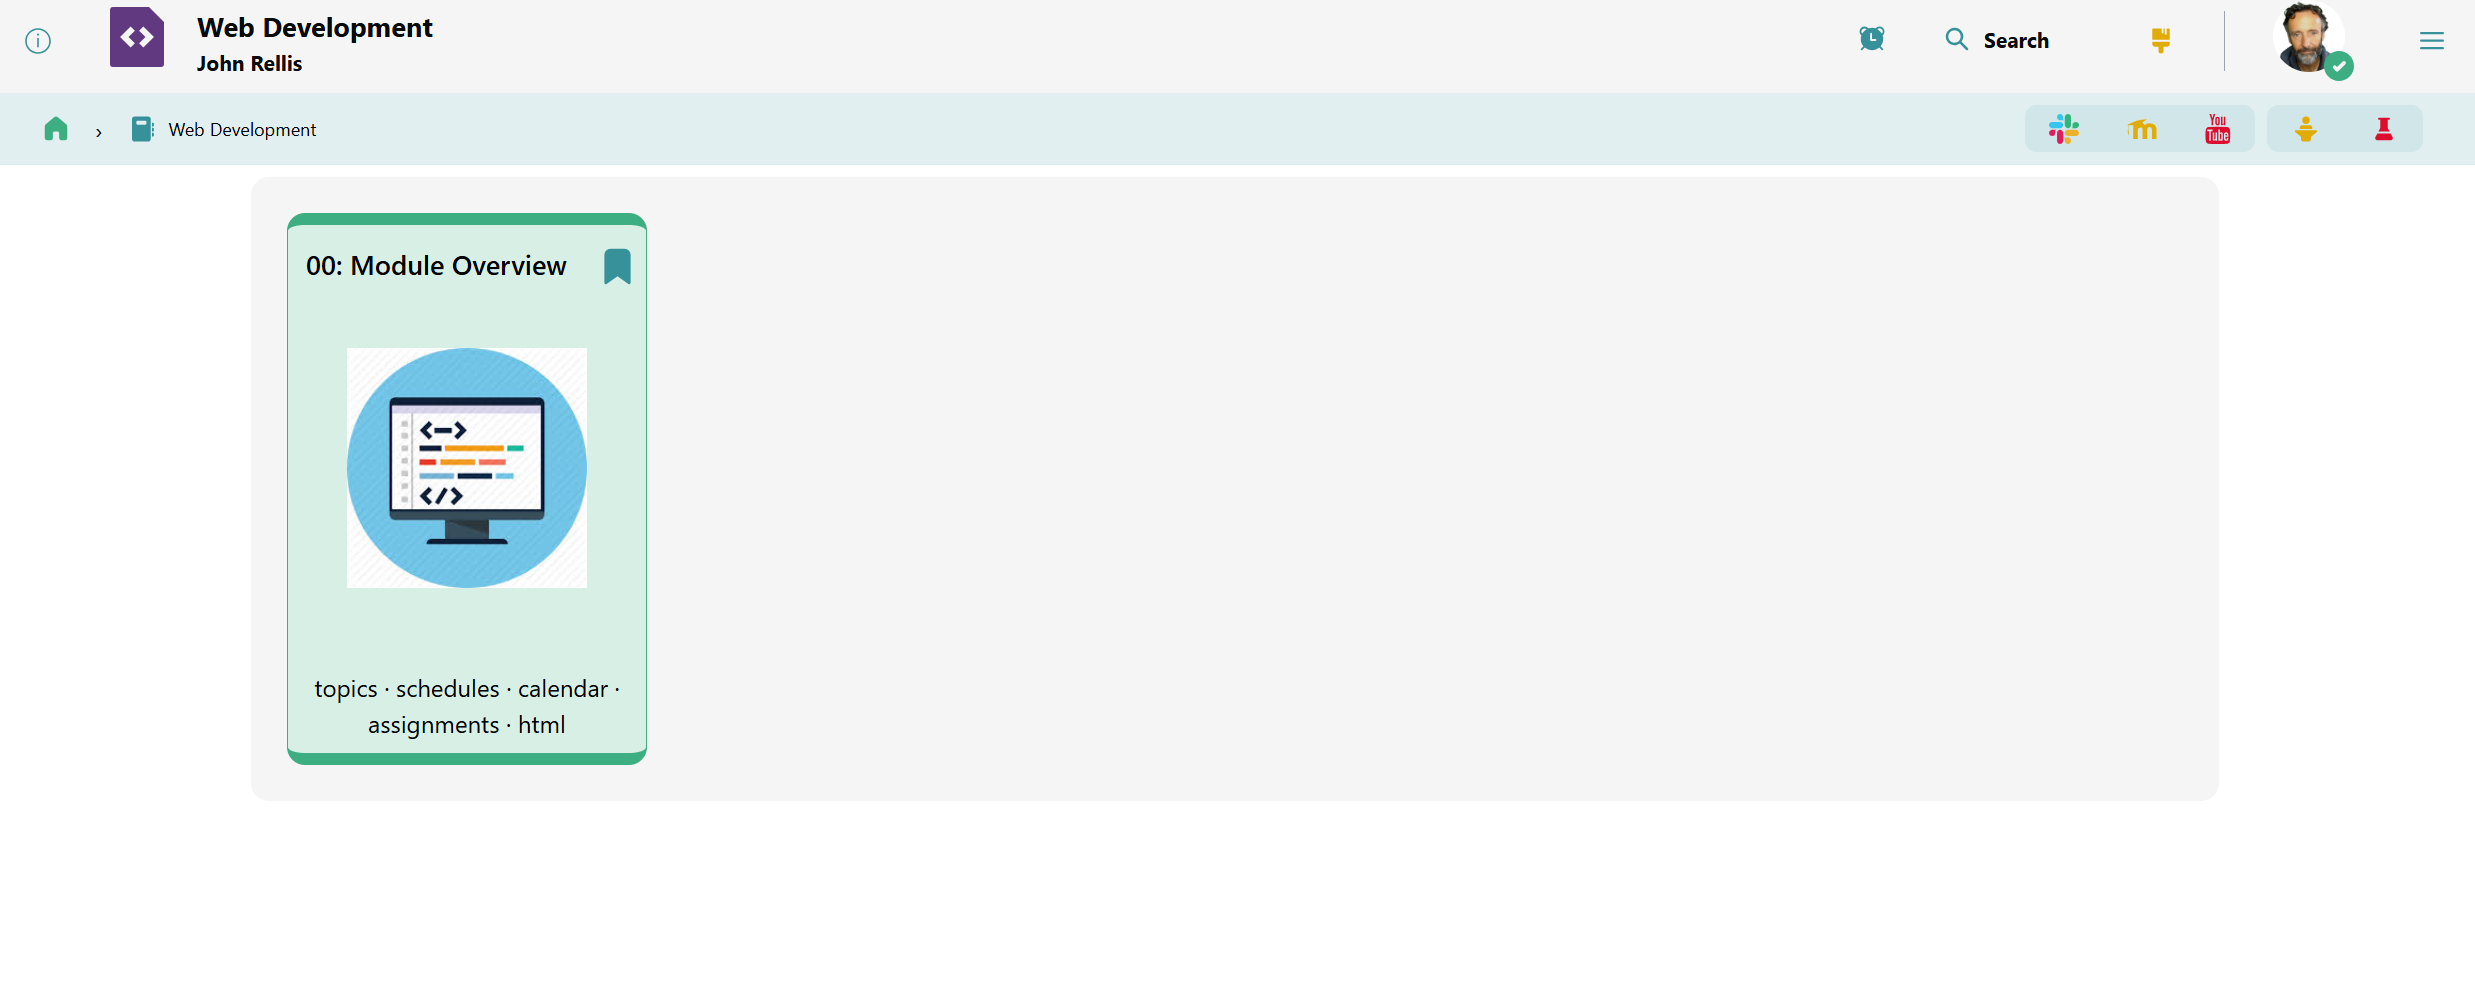 Web Development
John Rellis
Search
Web Development
You
Tube
00: Module Overview
topics · schedules · calendar ·
assignments · html